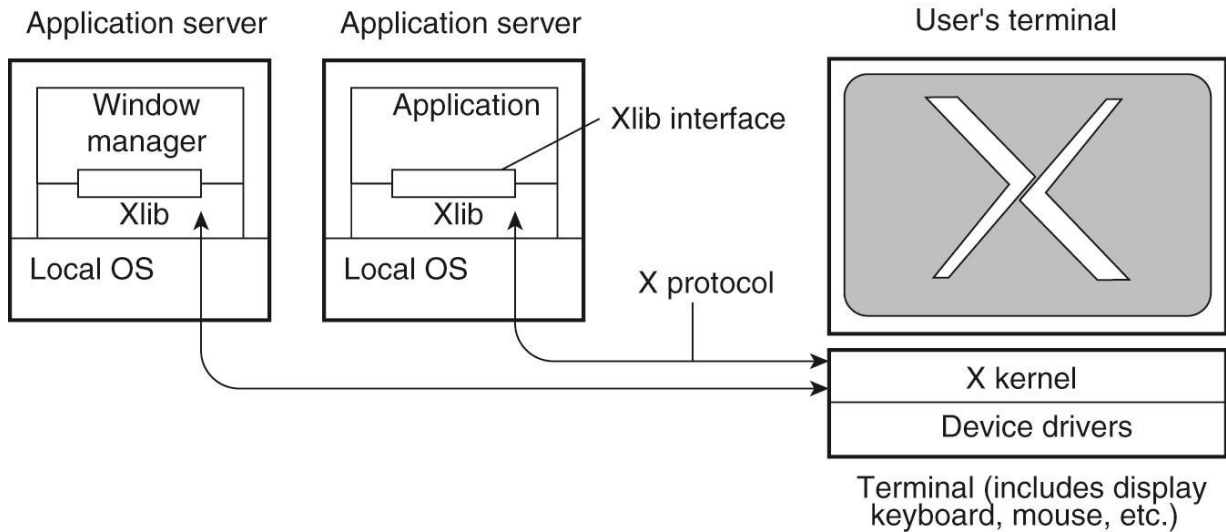 Application server
Application server
User's terminal
Window
manager
Application
Xlib interface
Xlib
Xlib
Local OS
Local OS
X protocol
X kernel
Device drivers
Terminal (includes display
keyboard, mouse, etc.)